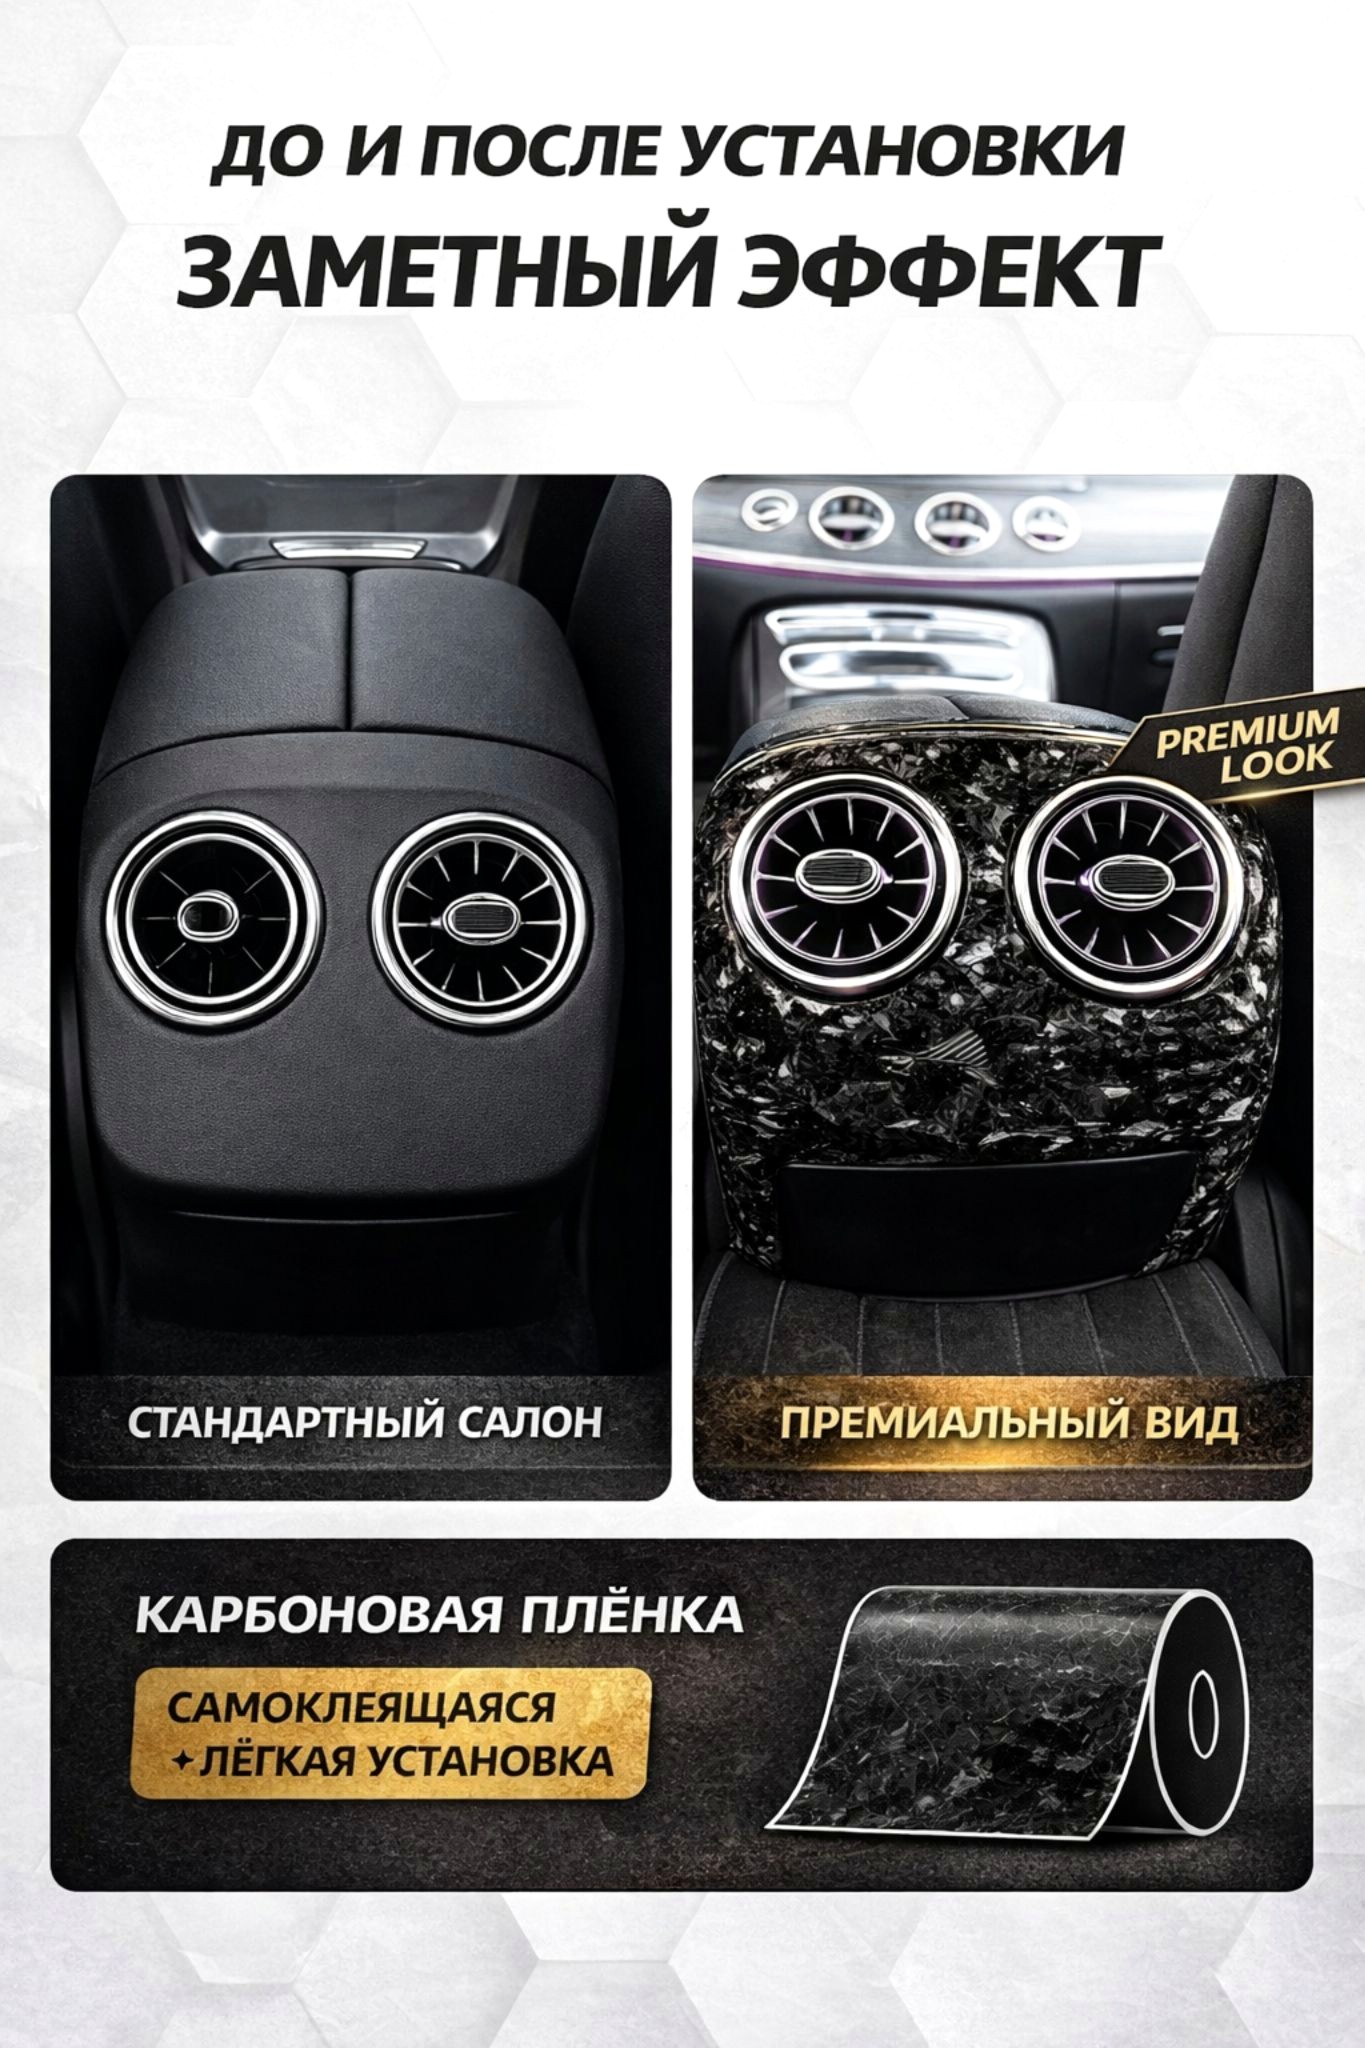 ДО И ПОСЛЕ УСТАНОВКИ
ЗАМЕТНЫЙ ЭФФЕКТ
PREMIUM
LOOK
СТАНДАРТНЫЙ САЛОН
ПРЕМИАЛЬНЫЙ ВИД
КАРБОНОВАЯ ПЛЁНКА
САМОКЛЕЯЩАЯСЯ
✦ЛЁГКАЯ УСТАНОВКА